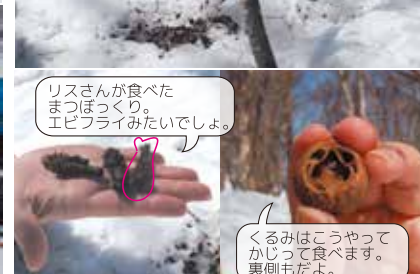 リスさんが食べた
まつぼっくり。
エビフライみたいでしょ。
くるみはこうやって
かじって食べます。
裏側もだよ。